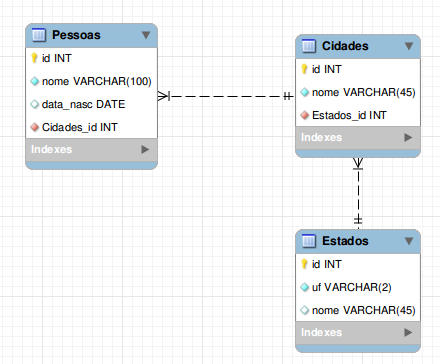 Pessoas
id INT
nome VARCHAR(100)
data_nasc DATE
Cidades_id INT
Indexes
Cidades
id INT
nome VARCHAR(45)
Estados_id INT
Indexes
Estados
id INT
uf VARCHAR(2)
nome VARCHAR(45)
Indexes